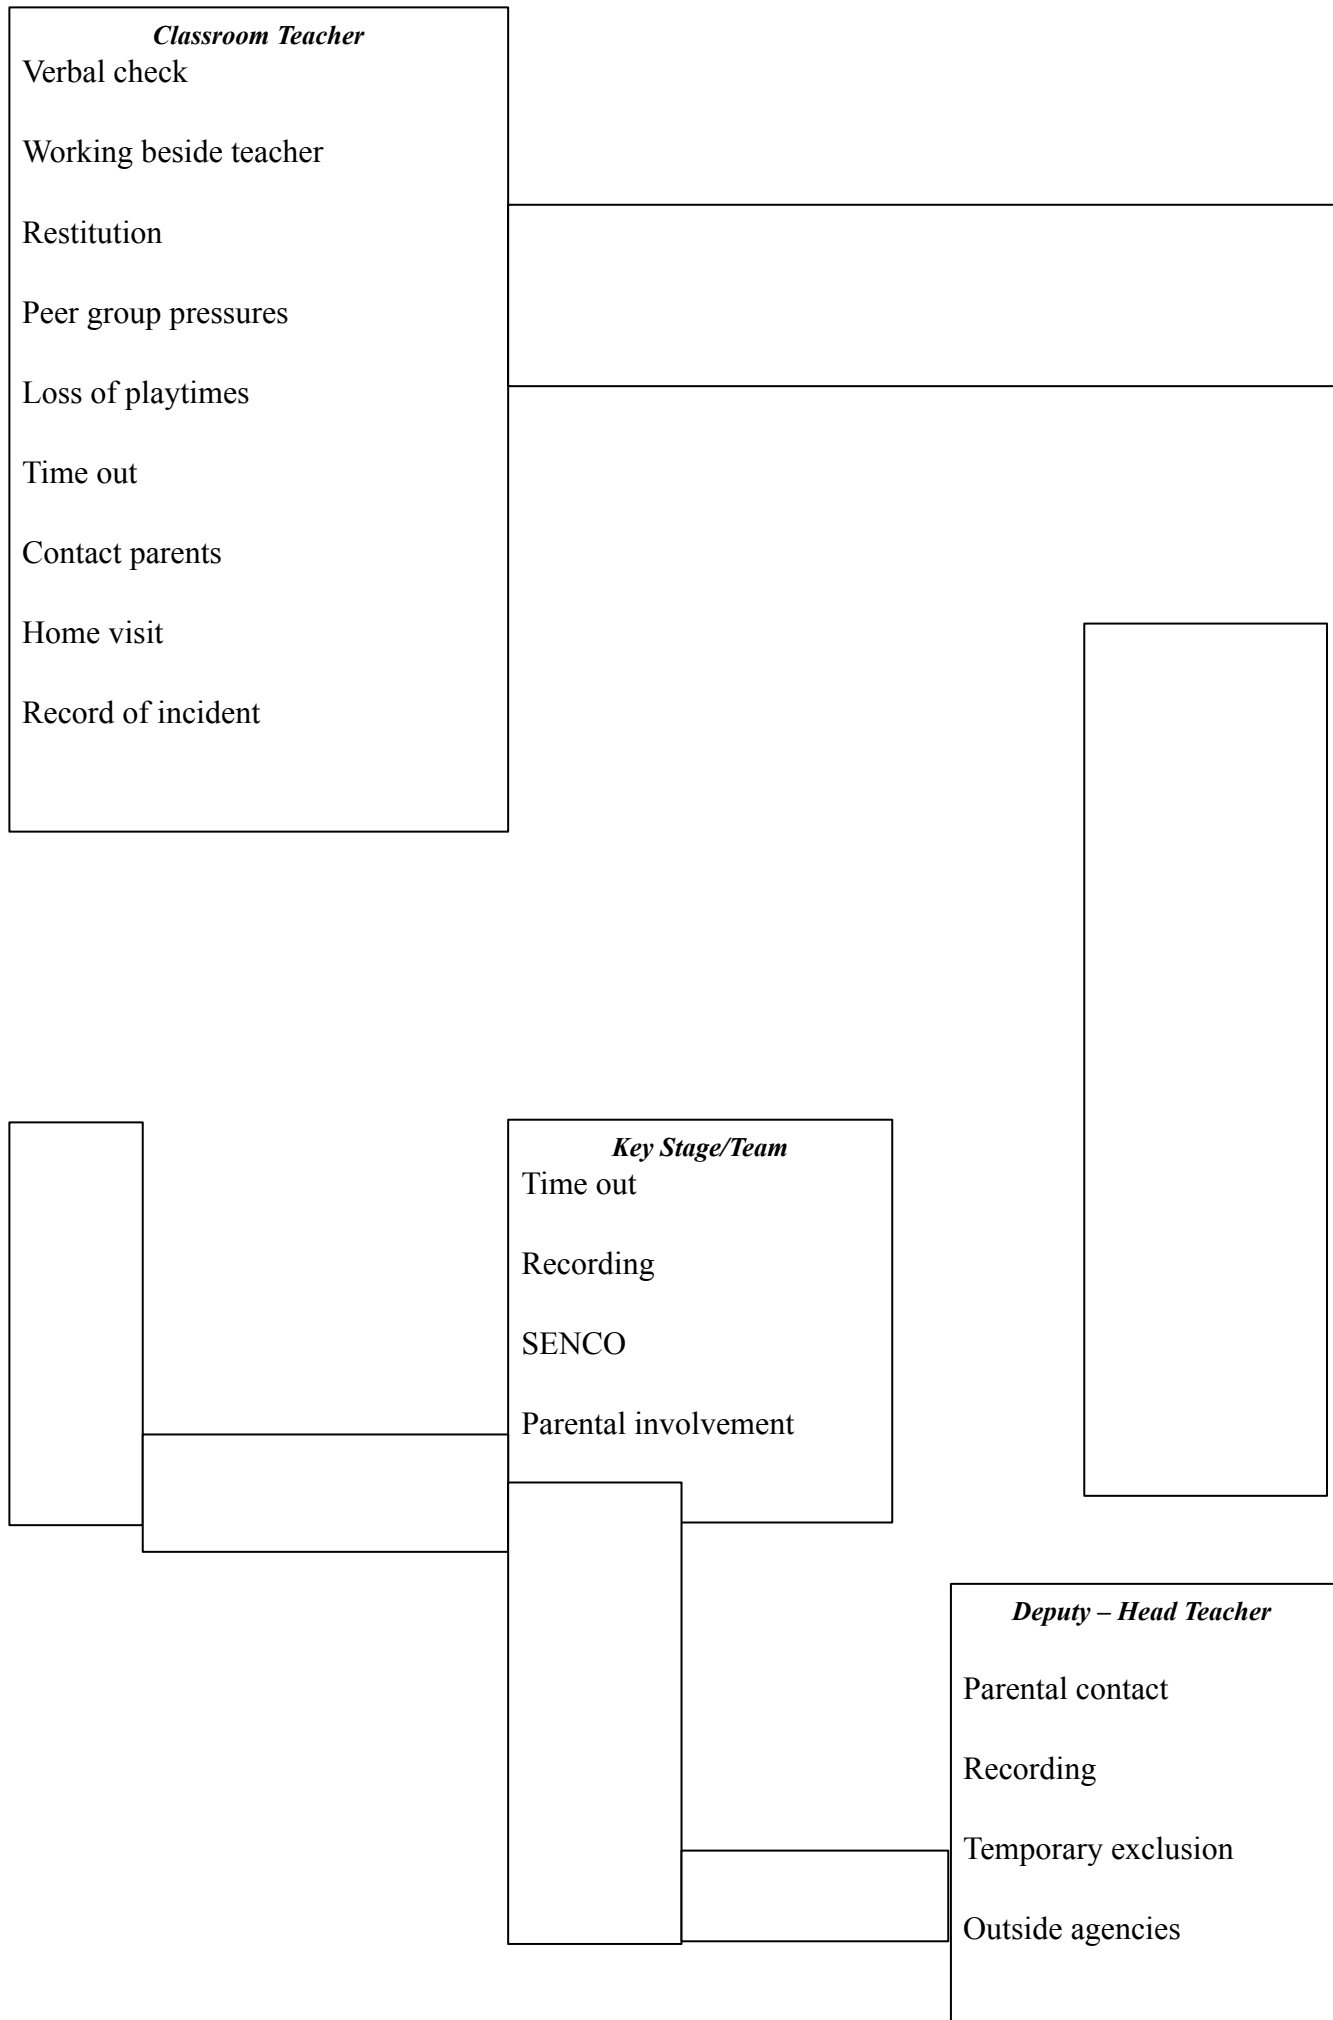 Classroom Teacher
Verbal check
Working beside teacher
Restitution
Peer group pressures
Loss of playtimes
Time out
Contact parents
Home visit
Record of incident
Key Stage/Team
Time out
Recording
SENCO
Parental involvement
Deputy – Head Teacher
Parental contact
Recording
Temporary exclusion
Outside agencies